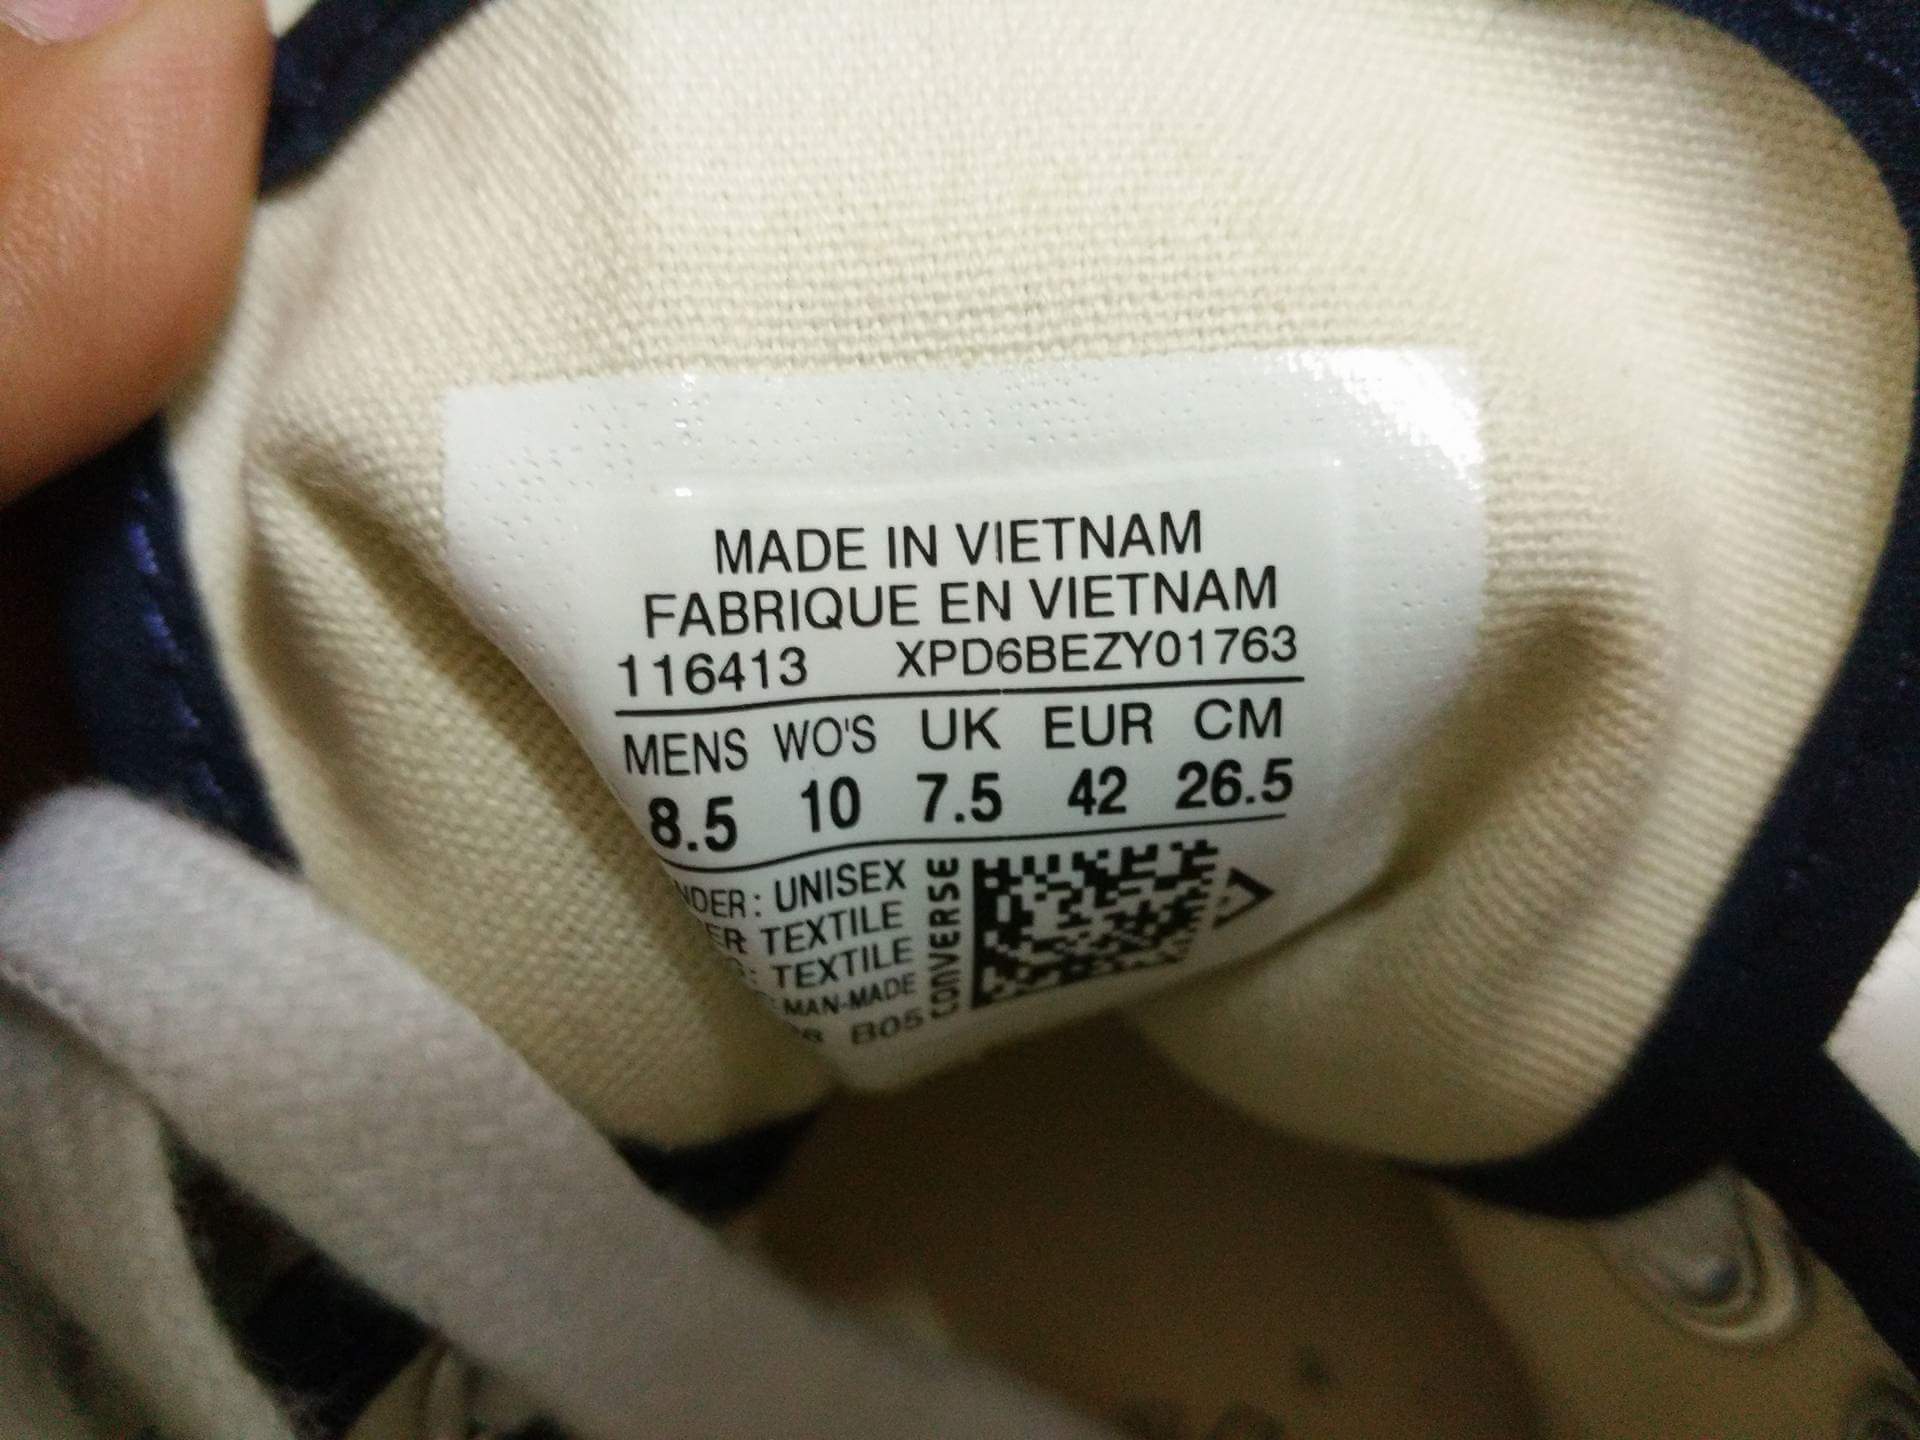 MADE IN VIETNAM
FABRIQUE EN VIETNAM
116413 XPD6BEZY01763
MENS WO'S UK EUR CM
8.5 10 7.5 42 26.5
UNISEX
TEXTILE
TEXTILE
MAN-MADE
B05
CONVERSE